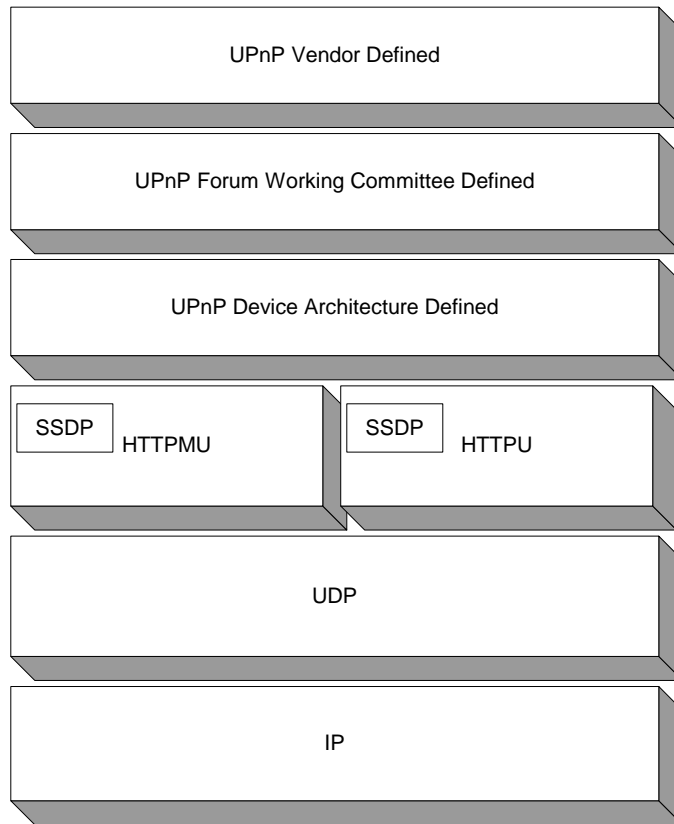 UPnP Vendor Defined
UPnP Forum Working Committee Defined
UPnP Device Architecture Defined
SSDP
HTTPMU
SSDP
HTTPU
UDP
IP